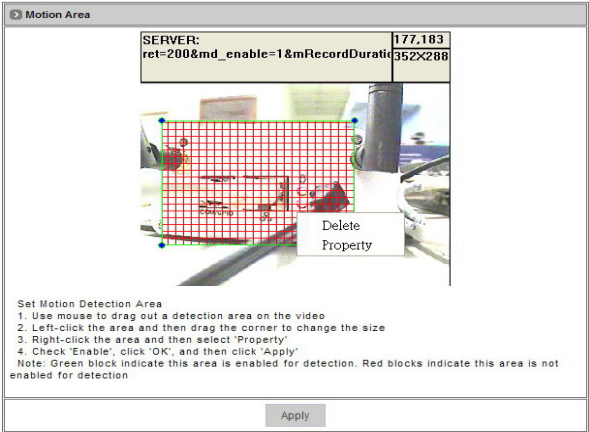 Motion Area
SERVER:
177,183
ret=200&md_enable=1&mRecordDuratic
352X288
Delete
Property
Set Motion Detection Area
1. Use mouse to drag out a detection area on the video
2. Left-click the area and then drag the corner to change the size
3. Right-click the area and then select 'Property'
4. Check 'Enable', click 'OK', and then click 'Apply'
Note: Green block indicate this area is enabled for detection. Red blocks indicate this area is not
enabled for detection
Apply